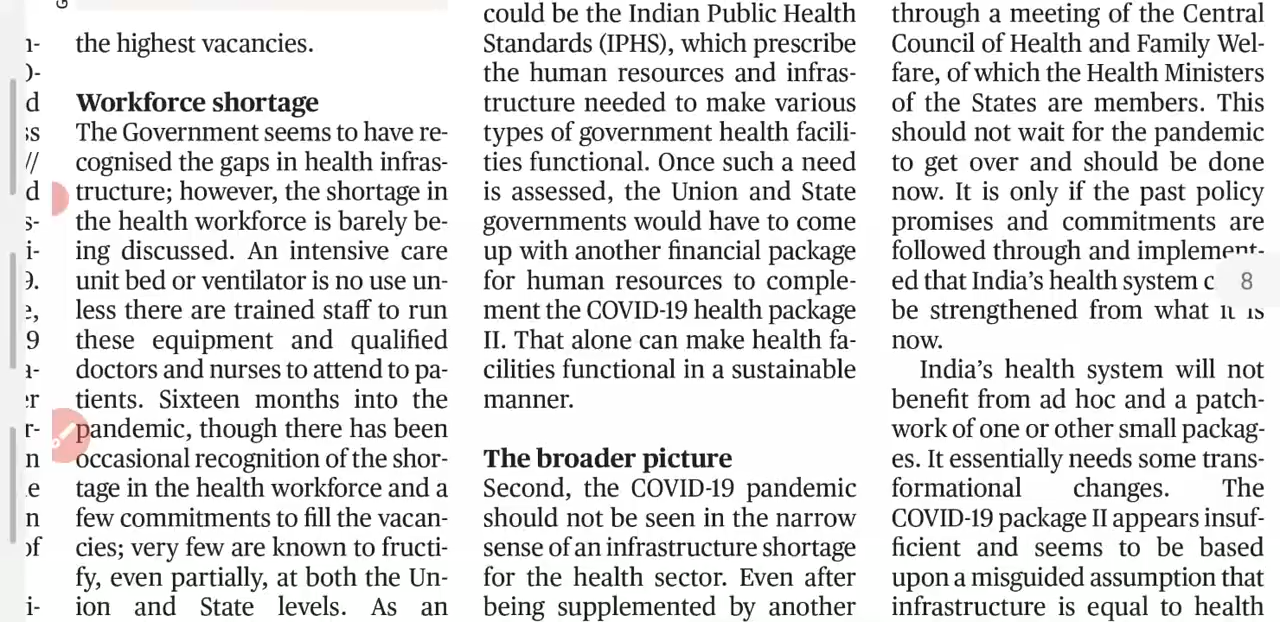 the highest vacancies.
Workforce shortage
The Government seems to have re-
cognised the gaps in health infras-
tructure; however, the shortage in
the health workforce is barely be-
ing discussed. An intensive care
unit bed or ventilator is no use un-
less there are trained staff to run
these equipment and qualified
doctors and nurses to attend to pa-
tients. Sixteen months into the
pandemic, though there has been
occasional recognition of the shor-
tage in the health workforce and a
few commitments to fill the vacan-
cies; very few are known to fructi-
fy, even partially, at both the Un-
ion and State levels. As an
could be the Indian Public Health
Standards (IPHS), which prescribe
the human resources and infras-
tructure needed to make various
types of government health facili-
ties functional. Once such a need
is assessed, the Union and State
governments would have to come
up with another financial package
for human resources to comple-
ment the COVID-19 health package
II. That alone can make health fa-
cilities functional in a sustainable
manner.
The broader picture
Second, the COVID-19 pandemic
should not be seen in the narrow
sense of an infrastructure shortage
for the health sector. Even after
being supplemented by another
through a meeting of the Central
Council of Health and Family Wel-
fare, of which the Health Ministers
of the States are members. This
should not wait for the pandemic
to get over and should be done
now. It is only if the past policy
promises and commitments are
followed through and implement-
ed that India's health system
be strengthened from what it is
now.
India's health system will not
benefit from ad hoc and a patch-
work of one or other small packag-
es. It essentially needs some trans-
formational changes. The
COVID-19 package II appears insuf-
ficient and seems to be based
upon a misguided assumption that
infrastructure is equal to health
8